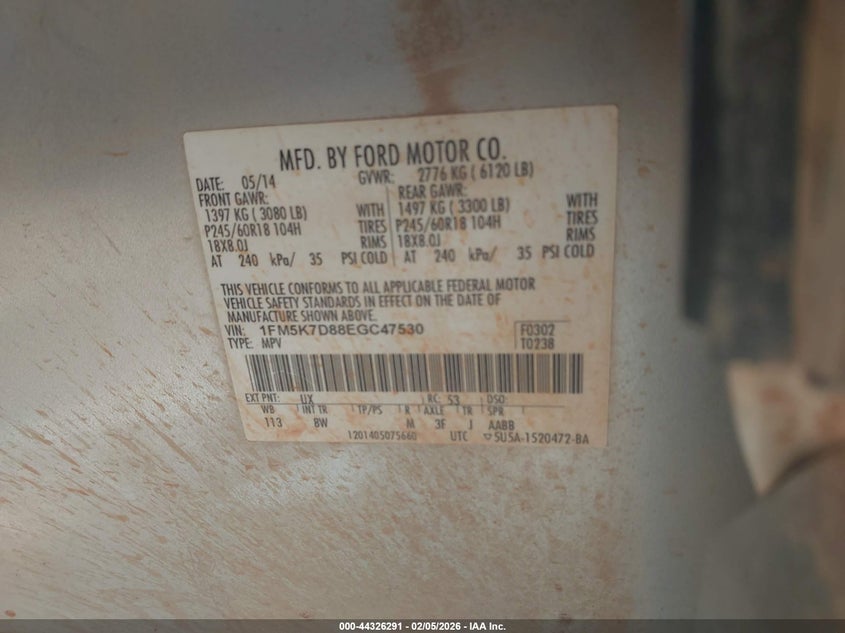 MFD. BY FORD MOTOR CO.
DATE: 05/14 GVWR: 2776 KG ( 6120 LB)
FRONT GAWR: REAR GAWR:
1397 KG ( 3080 LB) WITH 1497 KG ( 3300 LB) WITH
P245/60R18 104H TIRES P245/60R18 104H TIRES
18X8.0J RIMS 18X8.0J RIMS
AT 240 kPa/ 35 PSI COLD AT 240 kPa/ 35 PSI COLD
THIS VEHICLE CONFORMS TO ALL APPLICABLE FEDERAL MOTOR
VEHICLE SAFETY STANDARDS IN EFFECT ON THE DATE OF
MANUFACTURE SHOWN ABOVE.
VIN: 1FM5K7D88EGC47530 F0302
TYPE: MPV T0238
EXT PNT: UX RC: 53 DSO:
WB INT TR TP/PS R AXLE TR SPR
113 BW M 3F J AABB
1201405075660 UTC ▽5U5A-1520472-BA
000-44326291 - 02/05/2026 - IAA Inc.